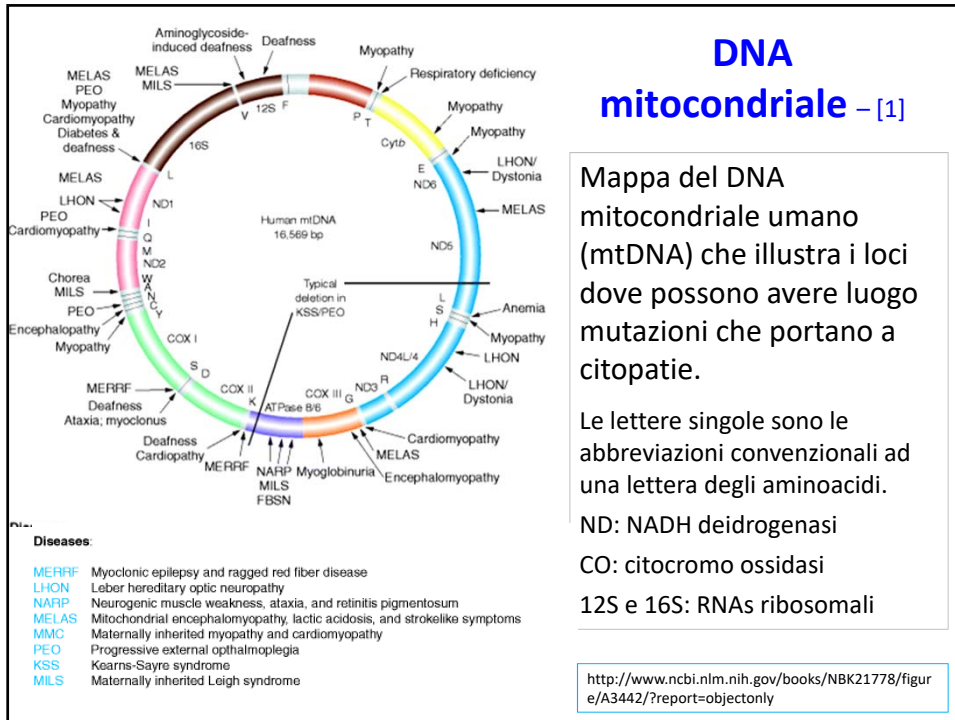 DNA
mitocondriale – [1]
Mappa del DNA
mitocondriale umano
(mtDNA) che illustra i loci
dove possono avere luogo
mutazioni che portano a
citopatie.
Le lettere singole sono le
abbreviazioni convenzionali ad
una lettera degli aminoacidi.
ND: NADH deidrogenasi
CO: citocromo ossidasi
12S e 16S: RNAs ribosomali
http://www.ncbi.nlm.nih.gov/books/NBK21778/figur
e/A3442/?report=objectonly
Aminoglycoside-
induced deafness
Deafness
Myopathy
Respiratory deficiency
Myopathy
Myopathy
LHON/
Dystonia
MELAS
Anemia
Myopathy
LHON
LHON/
Dystonia
Cardiomyopathy
MELAS
Encephalomyopathy
Myoglobinuria
NARP
MILS
FBSN
MERRF
Deafness
Cardiopathy
MERRF
Deafness
Ataxia; myoclonus
Myopathy
Encephalopathy
PEO
Chorea
MILS
PEO
Cardiomyopathy
LHON
MELAS
MELAS
PEO
Myopathy
Cardiomyopathy
Diabetes &
deafness
MELAS
MILS
Human mtDNA
16,569 bp
Typical
deletion in
KSS/PEO
F
12S
V
16S
L
ND1
I
Q
M
ND2
W
A
N
C
Y
COX I
S
D
COX II
K
ATPase 8/6
COX III
G
ND3
R
ND4L/4
H
S
L
ND5
ND6
E
Cytb
T
P
Diseases:
MERRF Myoclonic epilepsy and ragged red fiber disease
LHON Leber hereditary optic neuropathy
NARP Neurogenic muscle weakness, ataxia, and retinitis pigmentosum
MELAS Mitochondrial encephalomyopathy, lactic acidosis, and strokelike symptoms
MMC Maternally inherited myopathy and cardiomyopathy
PEO Progressive external opthalmoplegia
KSS Kearns-Sayre syndrome
MILS Maternally inherited Leigh syndrome